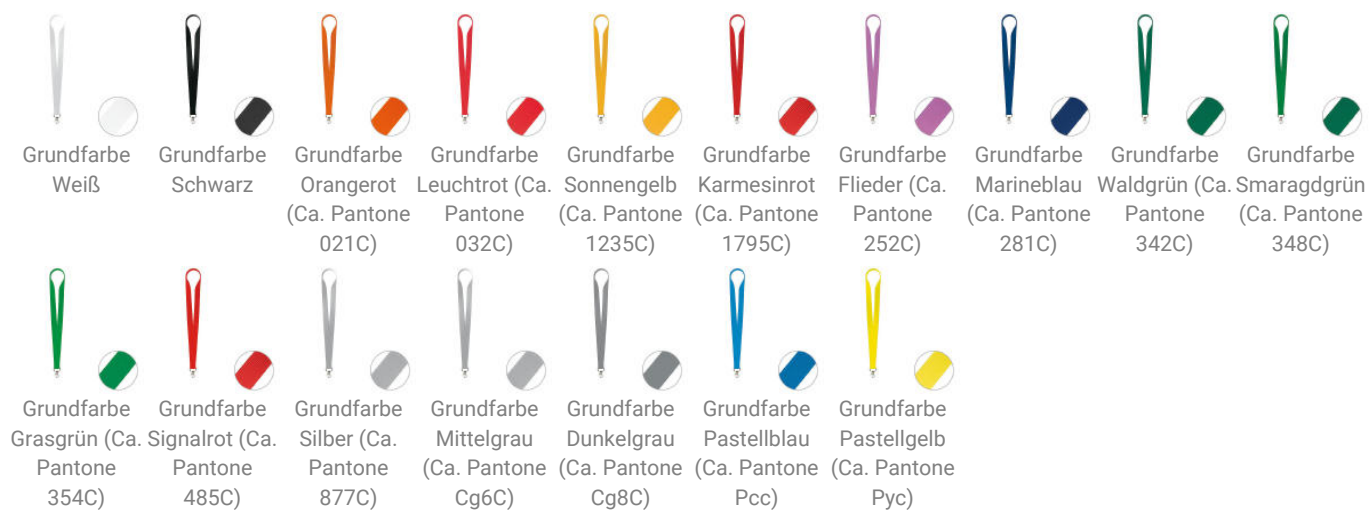 Grundfarbe
Weiß
Grundfarbe
Schwarz
Grundfarbe
Orangerot
(Ca. Pantone
021C)
Grundfarbe
Leuchtrot (Ca.
Pantone
032C)
Grundfarbe
Sonnengelb
(Ca. Pantone
1235C)
Grundfarbe
Karmesinrot
(Ca. Pantone
1795C)
Grundfarbe
Flieder (Ca.
Pantone
252C)
Grundfarbe
Marineblau
(Ca. Pantone
281C)
Grundfarbe
Waldgrün (Ca.
Pantone
342C)
Grundfarbe
Smaragdgrün
(Ca. Pantone
348C)
Grundfarbe
Grasgrün (Ca.
Pantone
354C)
Grundfarbe
Signalrot (Ca.
Pantone
485C)
Grundfarbe
Silber (Ca.
Pantone
877C)
Grundfarbe
Mittelgrau
(Ca. Pantone
Cg6C)
Grundfarbe
Dunkelgrau
(Ca. Pantone
Cg8C)
Grundfarbe
Pastellblau
(Ca. Pantone
Pcc)
Grundfarbe
Pastellgelb
(Ca. Pantone
Pyc)